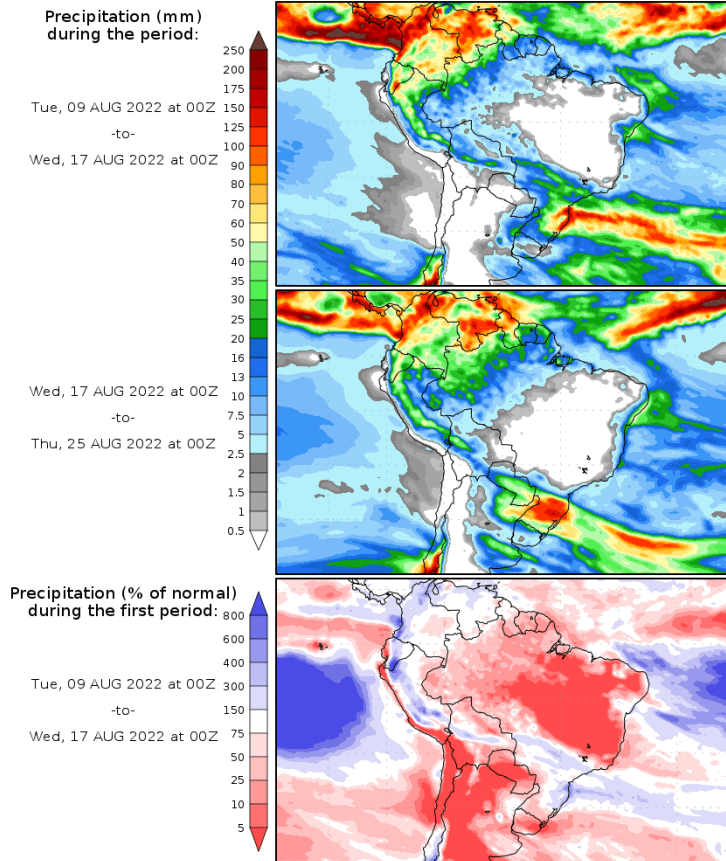 Precipitation (mm)
during the period:
Tue, 09 AUG 2022 at 00Z
-to-
Wed, 17 AUG 2022 at 00Z
250
200
175
150
125
100
90
80
70
60
50
40
35
30
25
20
16
13
10
7.5
5
2.5
2
1.5
1
0.5
Wed, 17 AUG 2022 at 00Z
-to-
Thu, 25 AUG 2022 at 00Z
Precipitation (% of normal)
during the first period:
Tue, 09 AUG 2022 at 00Z
-to-
Wed, 17 AUG 2022 at 00Z
800
600
400
300
150
75
50
25
10
5